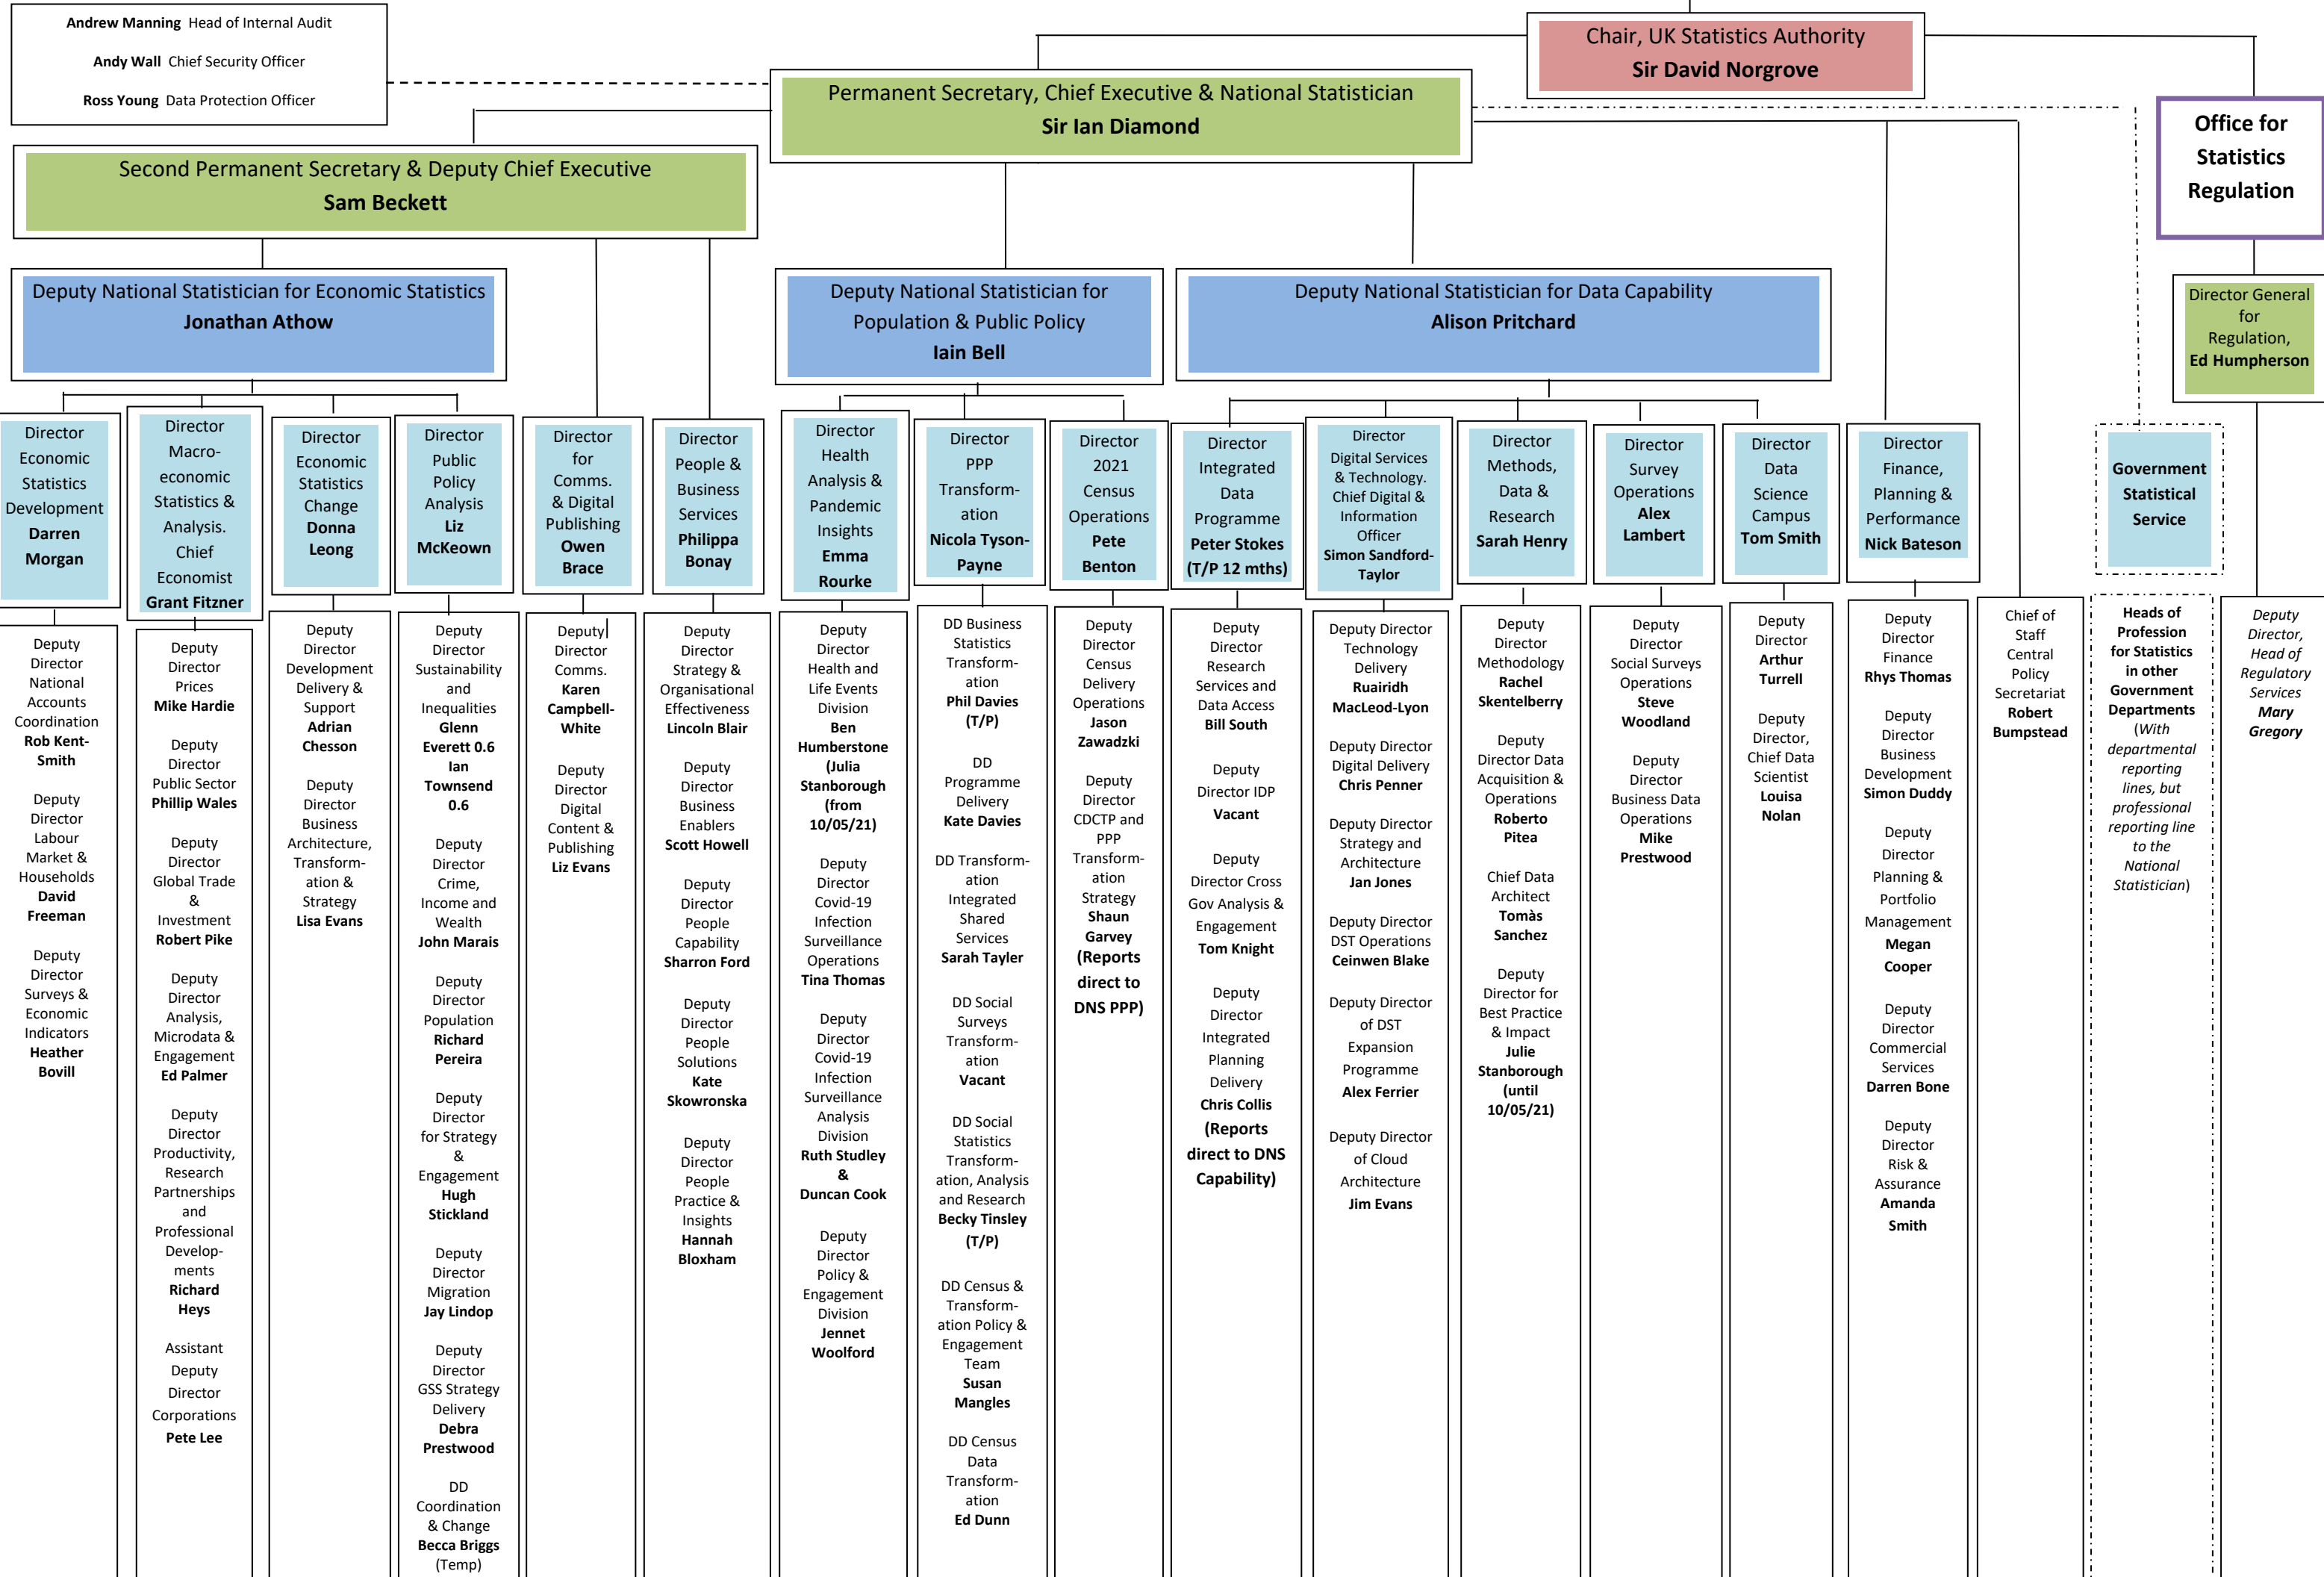 Andrew Manning Head of Internal Audit
Andy Wall Chief Security Officer
Ross Young Data Protection Officer
Chair, UK Statistics Authority
Sir David Norgrove
Permanent Secretary, Chief Executive & National Statistician
Sir Ian Diamond
Office for
Statistics
Regulation
Second Permanent Secretary & Deputy Chief Executive
Sam Beckett
Deputy National Statistician for Economic Statistics
Jonathan Athow
Deputy National Statistician for
Population & Public Policy
Iain Bell
Deputy National Statistician for Data Capability
Alison Pritchard
Director General
for
Regulation,
Ed Humpherson
Director
Economic
Statistics
Development
Darren
Morgan
Director
Macro-
economic
Statistics &
Analysis.
Chief
Economist
Grant Fitzner
Director
Economic
Statistics
Change
Donna
Leong
Director
Public
Policy
Analysis
Liz
McKeown
Director
for
Comms.
& Digital
Publishing
Owen
Brace
Director
People &
Business
Services
Philippa
Bonay
Director
Health
Analysis &
Pandemic
Insights
Emma
Rourke
Director
PPP
Transform-
ation
Nicola Tyson-
Payne
Director
2021
Census
Operations
Pete
Benton
Director
Integrated
Data
Programme
Peter Stokes
(T/P 12 mths)
Director
Digital Services
& Technology.
Chief Digital &
Information
Officer
Simon Sandford-
Taylor
Director
Methods,
Data &
Research
Sarah Henry
Director
Survey
Operations
Alex
Lambert
Director
Data
Science
Campus
Tom Smith
Director
Finance,
Planning &
Performance
Nick Bateson
Government
Statistical
Service
Deputy
Director
National
Accounts
Coordination
Rob Kent-
Smith
Deputy
Director
Labour
Market &
Households
David
Freeman
Deputy
Director
Surveys &
Economic
Indicators
Heather
Bovill
Deputy
Director
Prices
Mike Hardie
Deputy
Director
Public Sector
Phillip Wales
Deputy
Director
Global Trade
&
Investment
Robert Pike
Deputy
Director
Analysis,
Microdata &
Engagement
Ed Palmer
Deputy
Director
Productivity,
Research
Partnerships
and
Professional
Develop-
ments
Richard
Heys
Assistant
Deputy
Director
Corporations
Pete Lee
Deputy
Director
Development
Delivery &
Support
Adrian
Chesson
Deputy
Director
Business
Architecture,
Transform-
ation &
Strategy
Lisa Evans
Deputy
Director
Sustainability
and
Inequalities
Glenn
Everett 0.6
Ian
Townsend
0.6
Deputy
Director
Crime,
Income and
Wealth
John Marais
Deputy
Director
Population
Richard
Pereira
Deputy
Director
for Strategy
&
Engagement
Hugh
Stickland
Deputy
Director
Migration
Jay Lindop
Deputy
Director
GSS Strategy
Delivery
Debra
Prestwood
DD
Coordination
& Change
Becca Briggs
(Temp)
Deputy
Director
Comms.
Karen
Campbell-
White
Deputy
Director
Digital
Content &
Publishing
Liz Evans
Deputy
Director
Strategy &
Organisational
Effectiveness
Lincoln Blair
Deputy
Director
Business
Enablers
Scott Howell
Deputy
Director
People
Capability
Sharron Ford
Deputy
Director
People
Solutions
Kate
Skowronska
Deputy
Director
People
Practice &
Insights
Hannah
Bloxham
Deputy
Director
Health and
Life Events
Division
Ben
Humberstone
(Julia
Stanborough
(from
10/05/21)
Deputy
Director
Covid-19
Infection
Surveillance
Operations
Tina Thomas
Deputy
Director
Covid-19
Infection
Surveillance
Analysis
Division
Ruth Studley
&
Duncan Cook
Deputy
Director
Policy &
Engagement
Division
Jennet
Woolford
DD Business
Statistics
Transform-
ation
Phil Davies
(T/P)
DD
Programme
Delivery
Kate Davies
DD Transform-
ation
Integrated
Shared
Services
Sarah Tayler
DD Social
Surveys
Transform-
ation
Vacant
DD Social
Statistics
Transform-
ation, Analysis
and Research
Becky Tinsley
(T/P)
DD Census &
Transform-
ation Policy &
Engagement
Team
Susan
Mangles
DD Census
Data
Transform-
ation
Ed Dunn
Deputy
Director
Census
Delivery
Operations
Jason
Zawadzki
Deputy
Director
CDCTP and
PPP
Transform-
ation
Strategy
Shaun
Garvey
(Reports
direct to
DNS PPP)
Deputy
Director
Research
Services and
Data Access
Bill South
Deputy
Director IDP
Vacant
Deputy
Director Cross
Gov Analysis &
Engagement
Tom Knight
Deputy
Director
Integrated
Planning
Delivery
Chris Collis
(Reports
direct to DNS
Capability)
Deputy Director
Technology
Delivery
Ruairidh
MacLeod-Lyon
Deputy Director
Digital Delivery
Chris Penner
Deputy Director
Strategy and
Architecture
Jan Jones
Deputy Director
DST Operations
Ceinwen Blake
Deputy Director
of DST
Expansion
Programme
Alex Ferrier
Deputy Director
of Cloud
Architecture
Jim Evans
Deputy
Director
Methodology
Rachel
Skentelberry
Deputy
Director Data
Acquisition &
Operations
Roberto
Pitea
Chief Data
Architect
Tomàs
Sanchez
Deputy
Director for
Best Practice
& Impact
Julie
Stanborough
(until
10/05/21)
Deputy
Director
Social Surveys
Operations
Steve
Woodland
Deputy
Director
Business Data
Operations
Mike
Prestwood
Deputy
Director
Arthur
Turrell
Deputy
Director,
Chief Data
Scientist
Louisa
Nolan
Deputy
Director
Finance
Rhys Thomas
Deputy
Director
Business
Development
Simon Duddy
Deputy
Director
Planning &
Portfolio
Management
Megan
Cooper
Deputy
Director
Commercial
Services
Darren Bone
Deputy
Director
Risk &
Assurance
Amanda
Smith
Chief of
Staff
Central
Policy
Secretariat
Robert
Bumpstead
Heads of
Profession
for Statistics
in other
Government
Departments
(With
departmental
reporting
lines, but
professional
reporting line
to the
National
Statistician)
Deputy
Director,
Head of
Regulatory
Services
Mary
Gregory